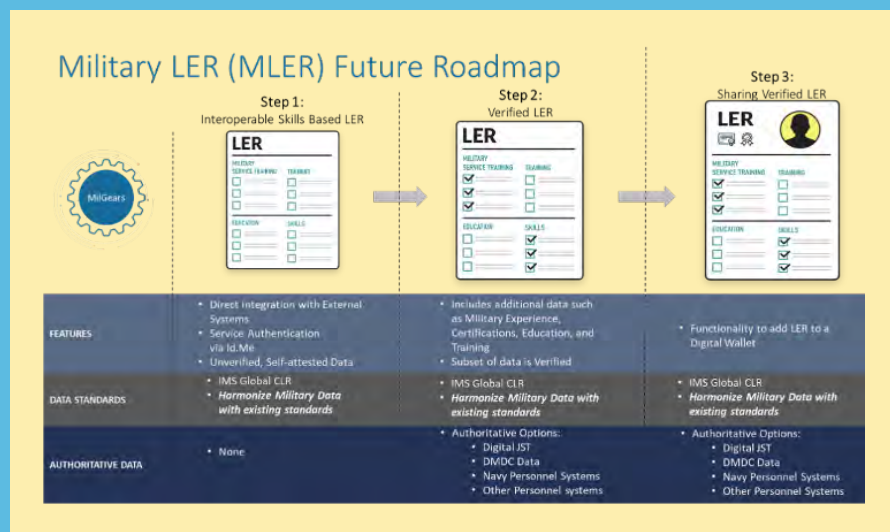 Military LER (MLER) Future Roadmap
Step 1:
Interoperable Skills Based LER
Step 2:
Verified LER
Step 3:
Sharing Verified LER
MilGears
LER
MILITARY
SERVICE TRAINING
TRAINING
EDUCATION
SKILLS
LER
MILITARY
SERVICE TRAINING
TRAINING
EDUCATION
SKILLS
LER
MILITARY
SERVICE TRAINING
TRAINING
EDUCATION
SKILLS
FEATURES
• Direct Integration with External
Systems
• Service Authentication
via Id.Me
• Unverified, Self-attested Data
• Includes additional data such
as Military Experience,
Certifications, Education, and
Training
• Subset of data is Verified
• Functionality to add LER to a
Digital Wallet
DATA STANDARDS
• IMS Global CLR
• Harmonize Military Data
with existing standards
• IMS Global CLR
• Harmonize Military Data with
existing standards
• IMS Global CLR
• Harmonize Military Data with
existing standards
AUTHORITATIVE DATA
• None
• Authoritative Options:
• Digital JST
• DMDC Data
• Navy Personnel Systems
• Other Personnel systems
• Authoritative Options:
• Digital JST
• DMDC Data
• Navy Personnel Systems
• Other Personnel Systems